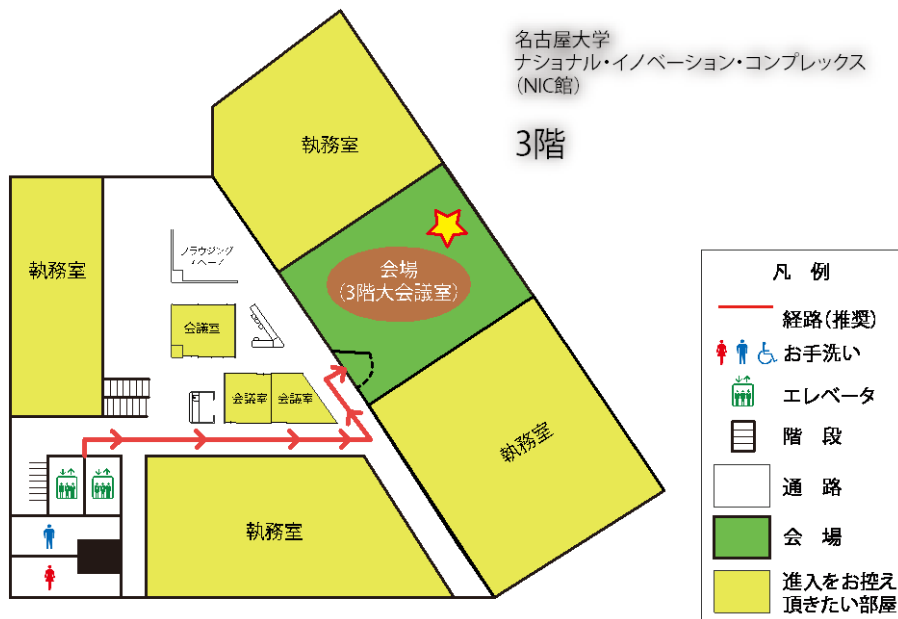 名古屋大学
ナショナル・イノベーション・コンプレックス
(NIC館)
3階
執務室
執務室
会場
(3階大会議室)
会議室
会議室
会議室
執務室
執務室
凡 例
経路(推奨)
お手洗い
エレベータ
階 段
通 路
会 場
進入をお控え
頂きたい部屋